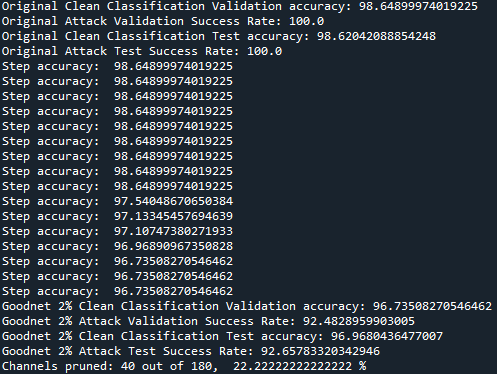 Original Clean Classification Validation accuracy: 98.64899974019225
Original Attack Validation Success Rate: 100.0
Original Clean Classification Test accuracy: 98.62042088854248
Original Attack Test Success Rate: 100.0
Step accuracy:  98.64899974019225
Step accuracy:  98.64899974019225
Step accuracy:  98.64899974019225
Step accuracy:  98.64899974019225
Step accuracy:  98.64899974019225
Step accuracy:  98.64899974019225
Step accuracy:  98.64899974019225
Step accuracy:  98.64899974019225
Step accuracy:  98.64899974019225
Step accuracy:  97.54048670650384
Step accuracy:  97.13345457694639
Step accuracy:  97.10747380271933
Step accuracy:  96.96890967350828
Step accuracy:  96.73508270546462
Step accuracy:  96.73508270546462
Step accuracy:  96.73508270546462
Goodnet 2% Clean Classification Validation accuracy: 96.73508270546462
Goodnet 2% Attack Validation Success Rate: 92.4828959903005
Goodnet 2% Clean Classification Test accuracy: 96.9680436477007
Goodnet 2% Attack Test Success Rate: 92.65783320342946
Channels pruned: 40 out of 180,  22.22222222222222 %